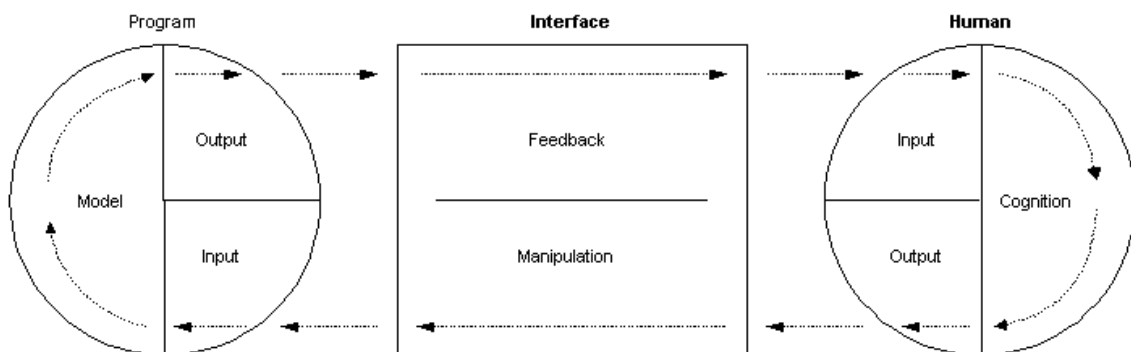 Program
Interface
Human
Output
Feedback
Input
Model
Cognition
Input
Manipulation
Output